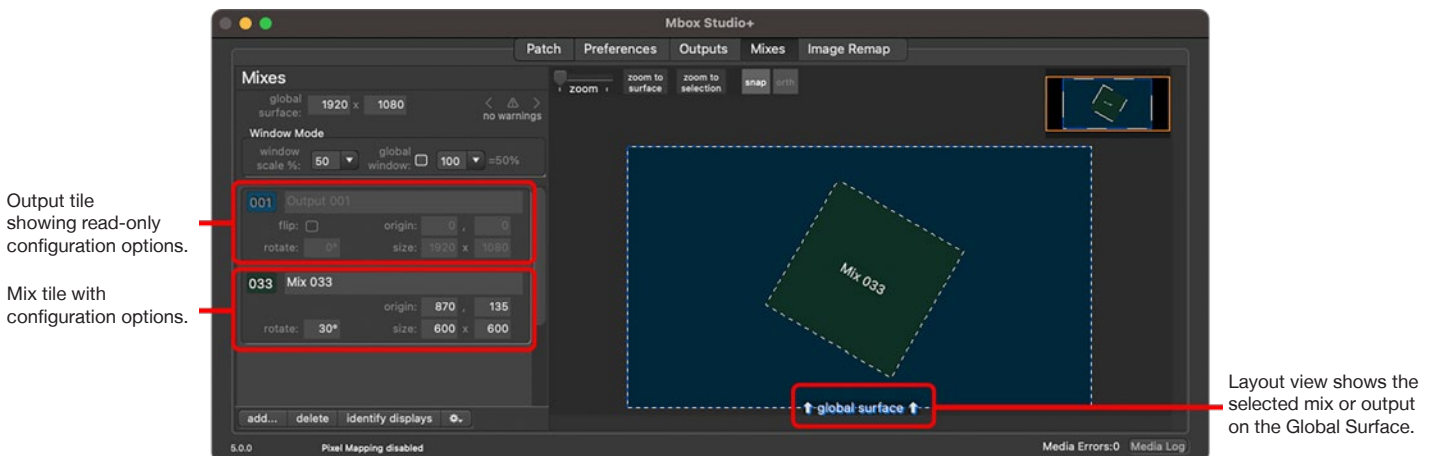 Mbox Studio+
Patch Preferences Outputs Mixes Image Remap
Mixes
global surface: 1920 x 1080
< ⚠ >
no warnings
Window Mode
window scale %: 50 ▼ global window: 100 ▼ =50%
zoom
zoom to surface
zoom to selection
snap orth
Output tile
showing read-only
configuration options.
001 Output 001
flip: origin: 0 , 0
rotate: 0° size: 1920 x 1080
Mix tile with
configuration options.
033 Mix 033
origin: 870 , 135
rotate: 30° size: 600 x 600
Mix 033
⬆ global surface ⬆
Layout view shows the
selected mix or output
on the Global Surface.
add... delete identify displays
5.0.0 Pixel Mapping disabled
Media Errors:0 Media Log